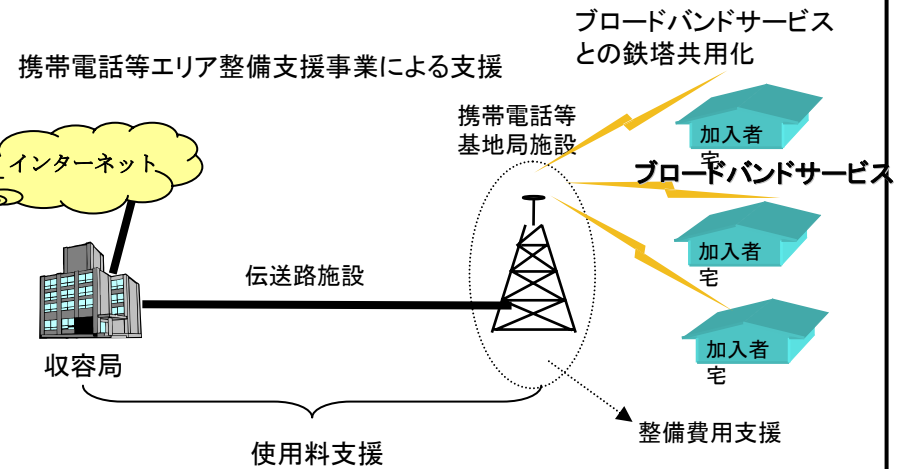 ブロードバンドサービス
との鉄塔共用化
携帯電話等エリア整備支援事業による支援
携帯電話等
基地局施設
加入者
宅
インターネット
ブロードバンドサービス
加入者
宅
伝送路施設
加入者
宅
収容局
整備費用支援
使用料支援